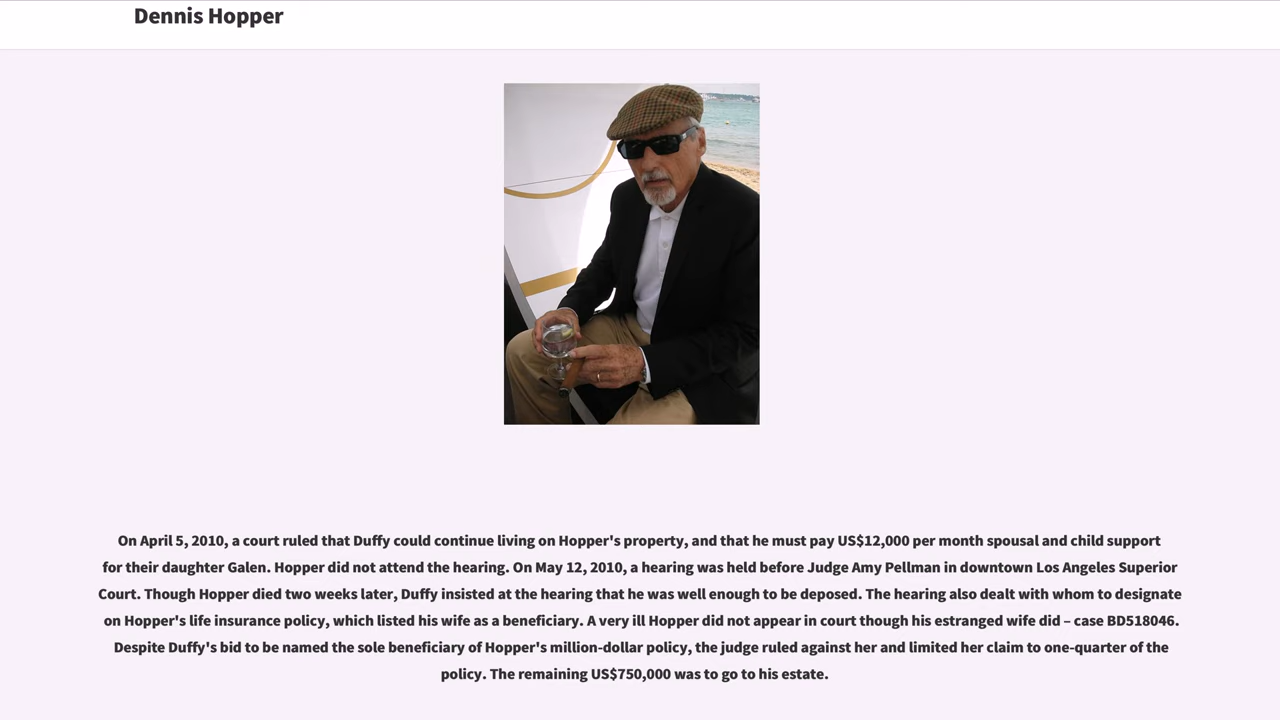 Dennis Hopper
On April 5, 2010, a court ruled that Duffy could continue living on Hopper's property, and that he must pay US$12,000 per month spousal and child support
for their daughter Galen. Hopper did not attend the hearing. On May 12, 2010, a hearing was held before Judge Amy Pellman in downtown Los Angeles Superior
Court. Though Hopper died two weeks later, Duffy insisted at the hearing that he was well enough to be deposed. The hearing also dealt with whom to designate
on Hopper's life insurance policy, which listed his wife as a beneficiary. A very ill Hopper did not appear in court though his estranged wife did – case BD518046.
Despite Duffy's bid to be named the sole beneficiary of Hopper's million-dollar policy, the judge ruled against her and limited her claim to one-quarter of the
policy. The remaining US$750,000 was to go to his estate.